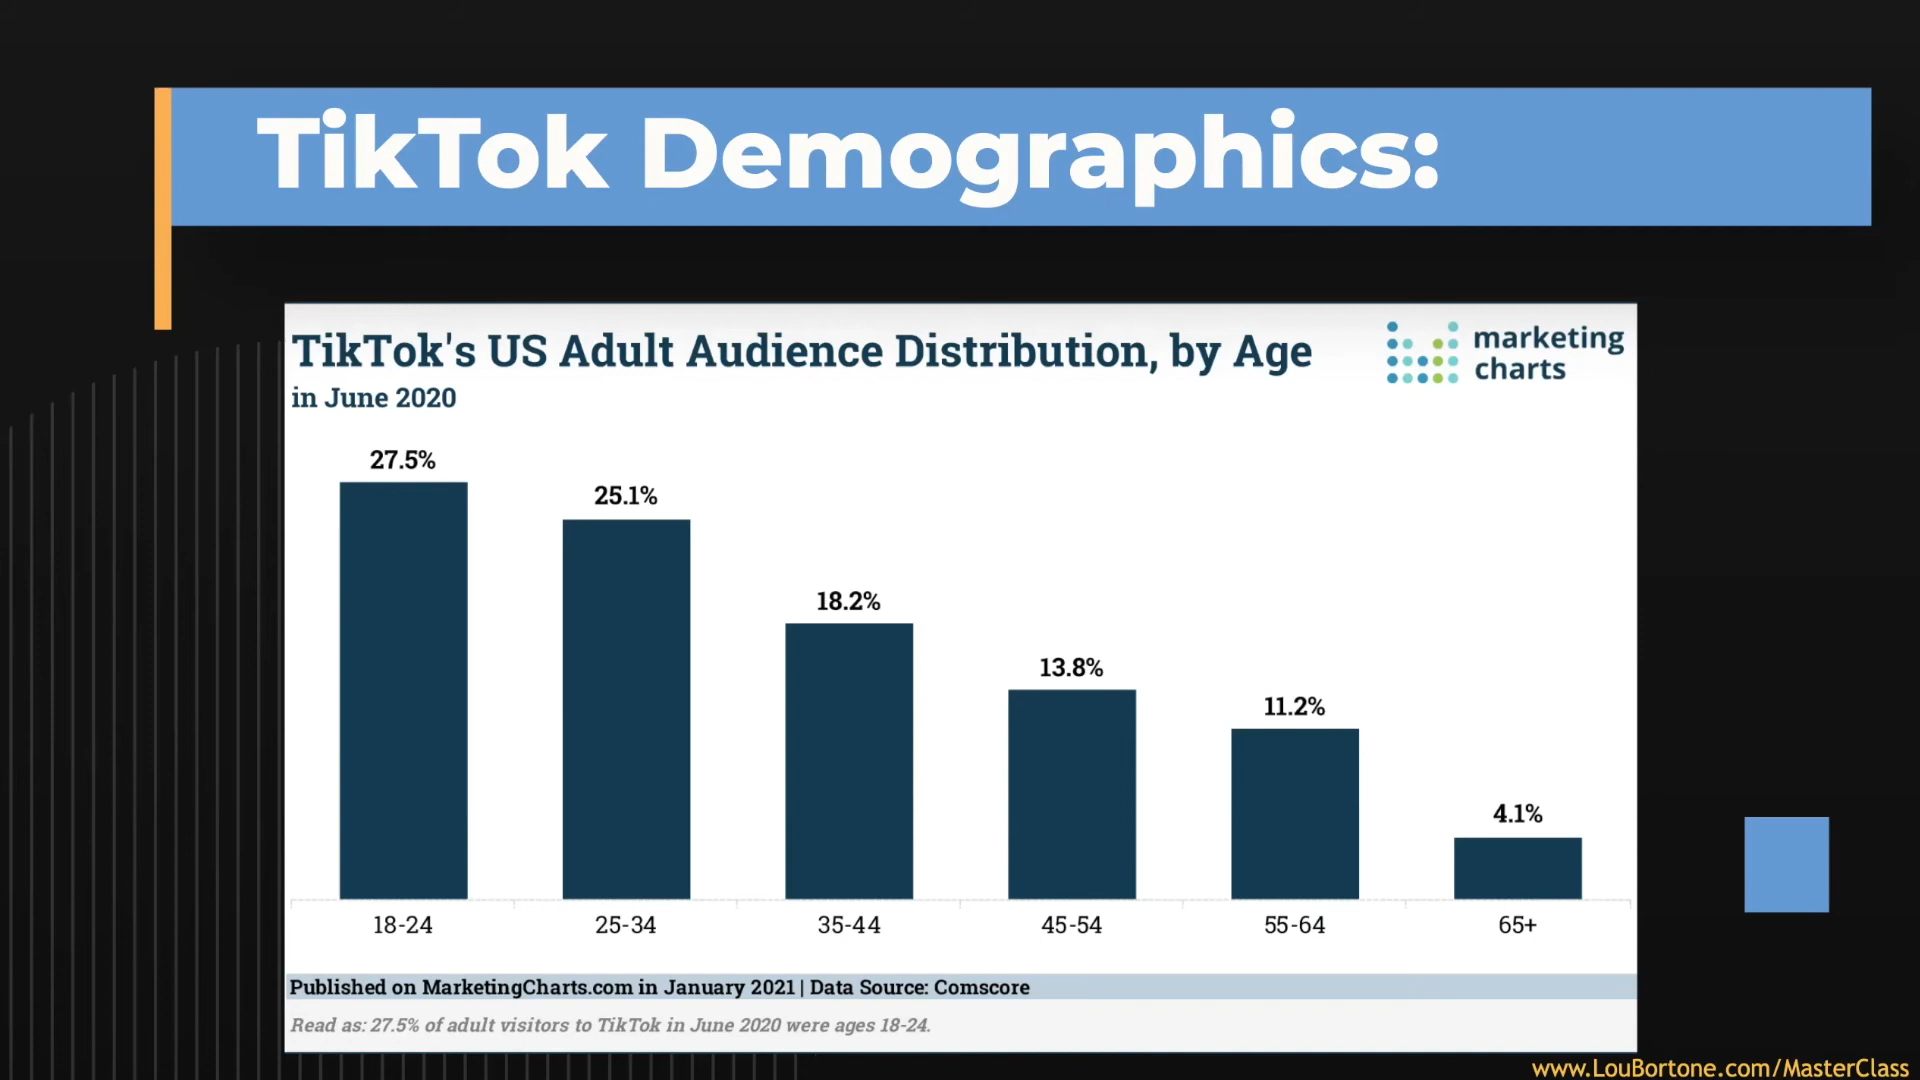 TikTok Demographics:
TikTok's US Adult Audience Distribution, by Age
in June 2020
marketing
charts
27.5%
25.1%
18.2%
13.8%
11.2%
4.1%
18-24
25-34
35-44
45-54
55-64
65+
Published on MarketingCharts.com in January 2021 | Data Source: Comscore
Read as: 27.5% of adult visitors to TikTok in June 2020 were ages 18-24.
www.LouBortone.com/MasterClass